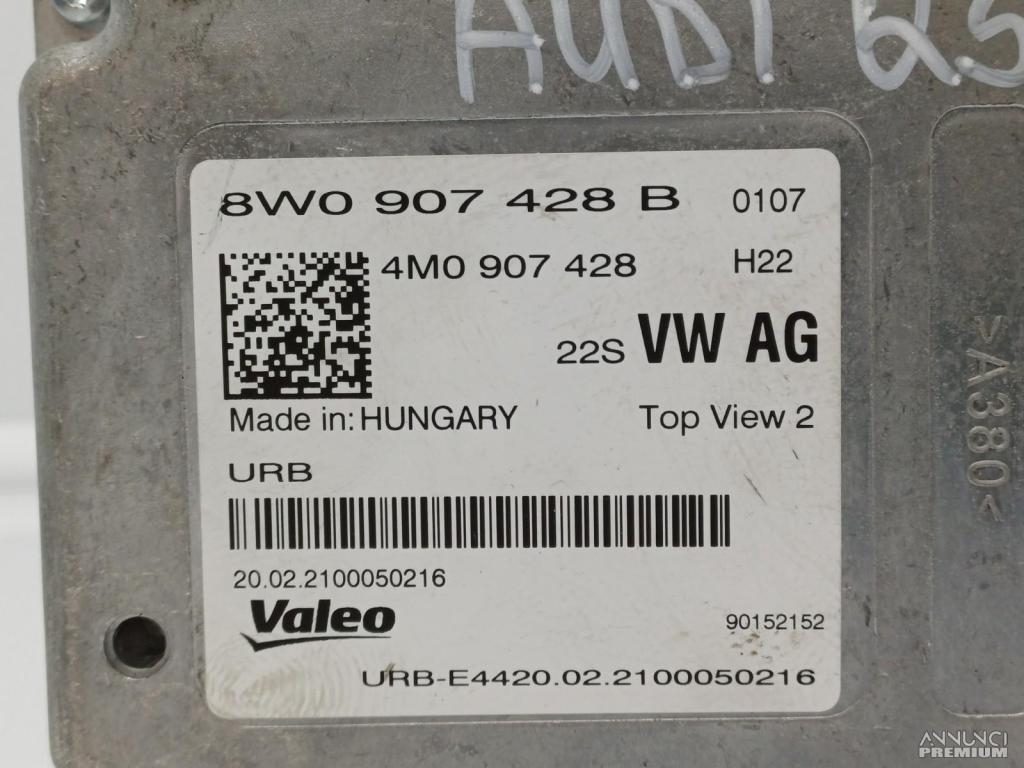 AUDI Q5
8W0 907 428 B 0107
4M0 907 428 H22
22S VW AG
Made in: HUNGARY Top View 2
URB
20.02.2100050216
Valeo
90152152
URB-E4420.02.2100050216
>A380<
ANNUNCI
PREMIUM